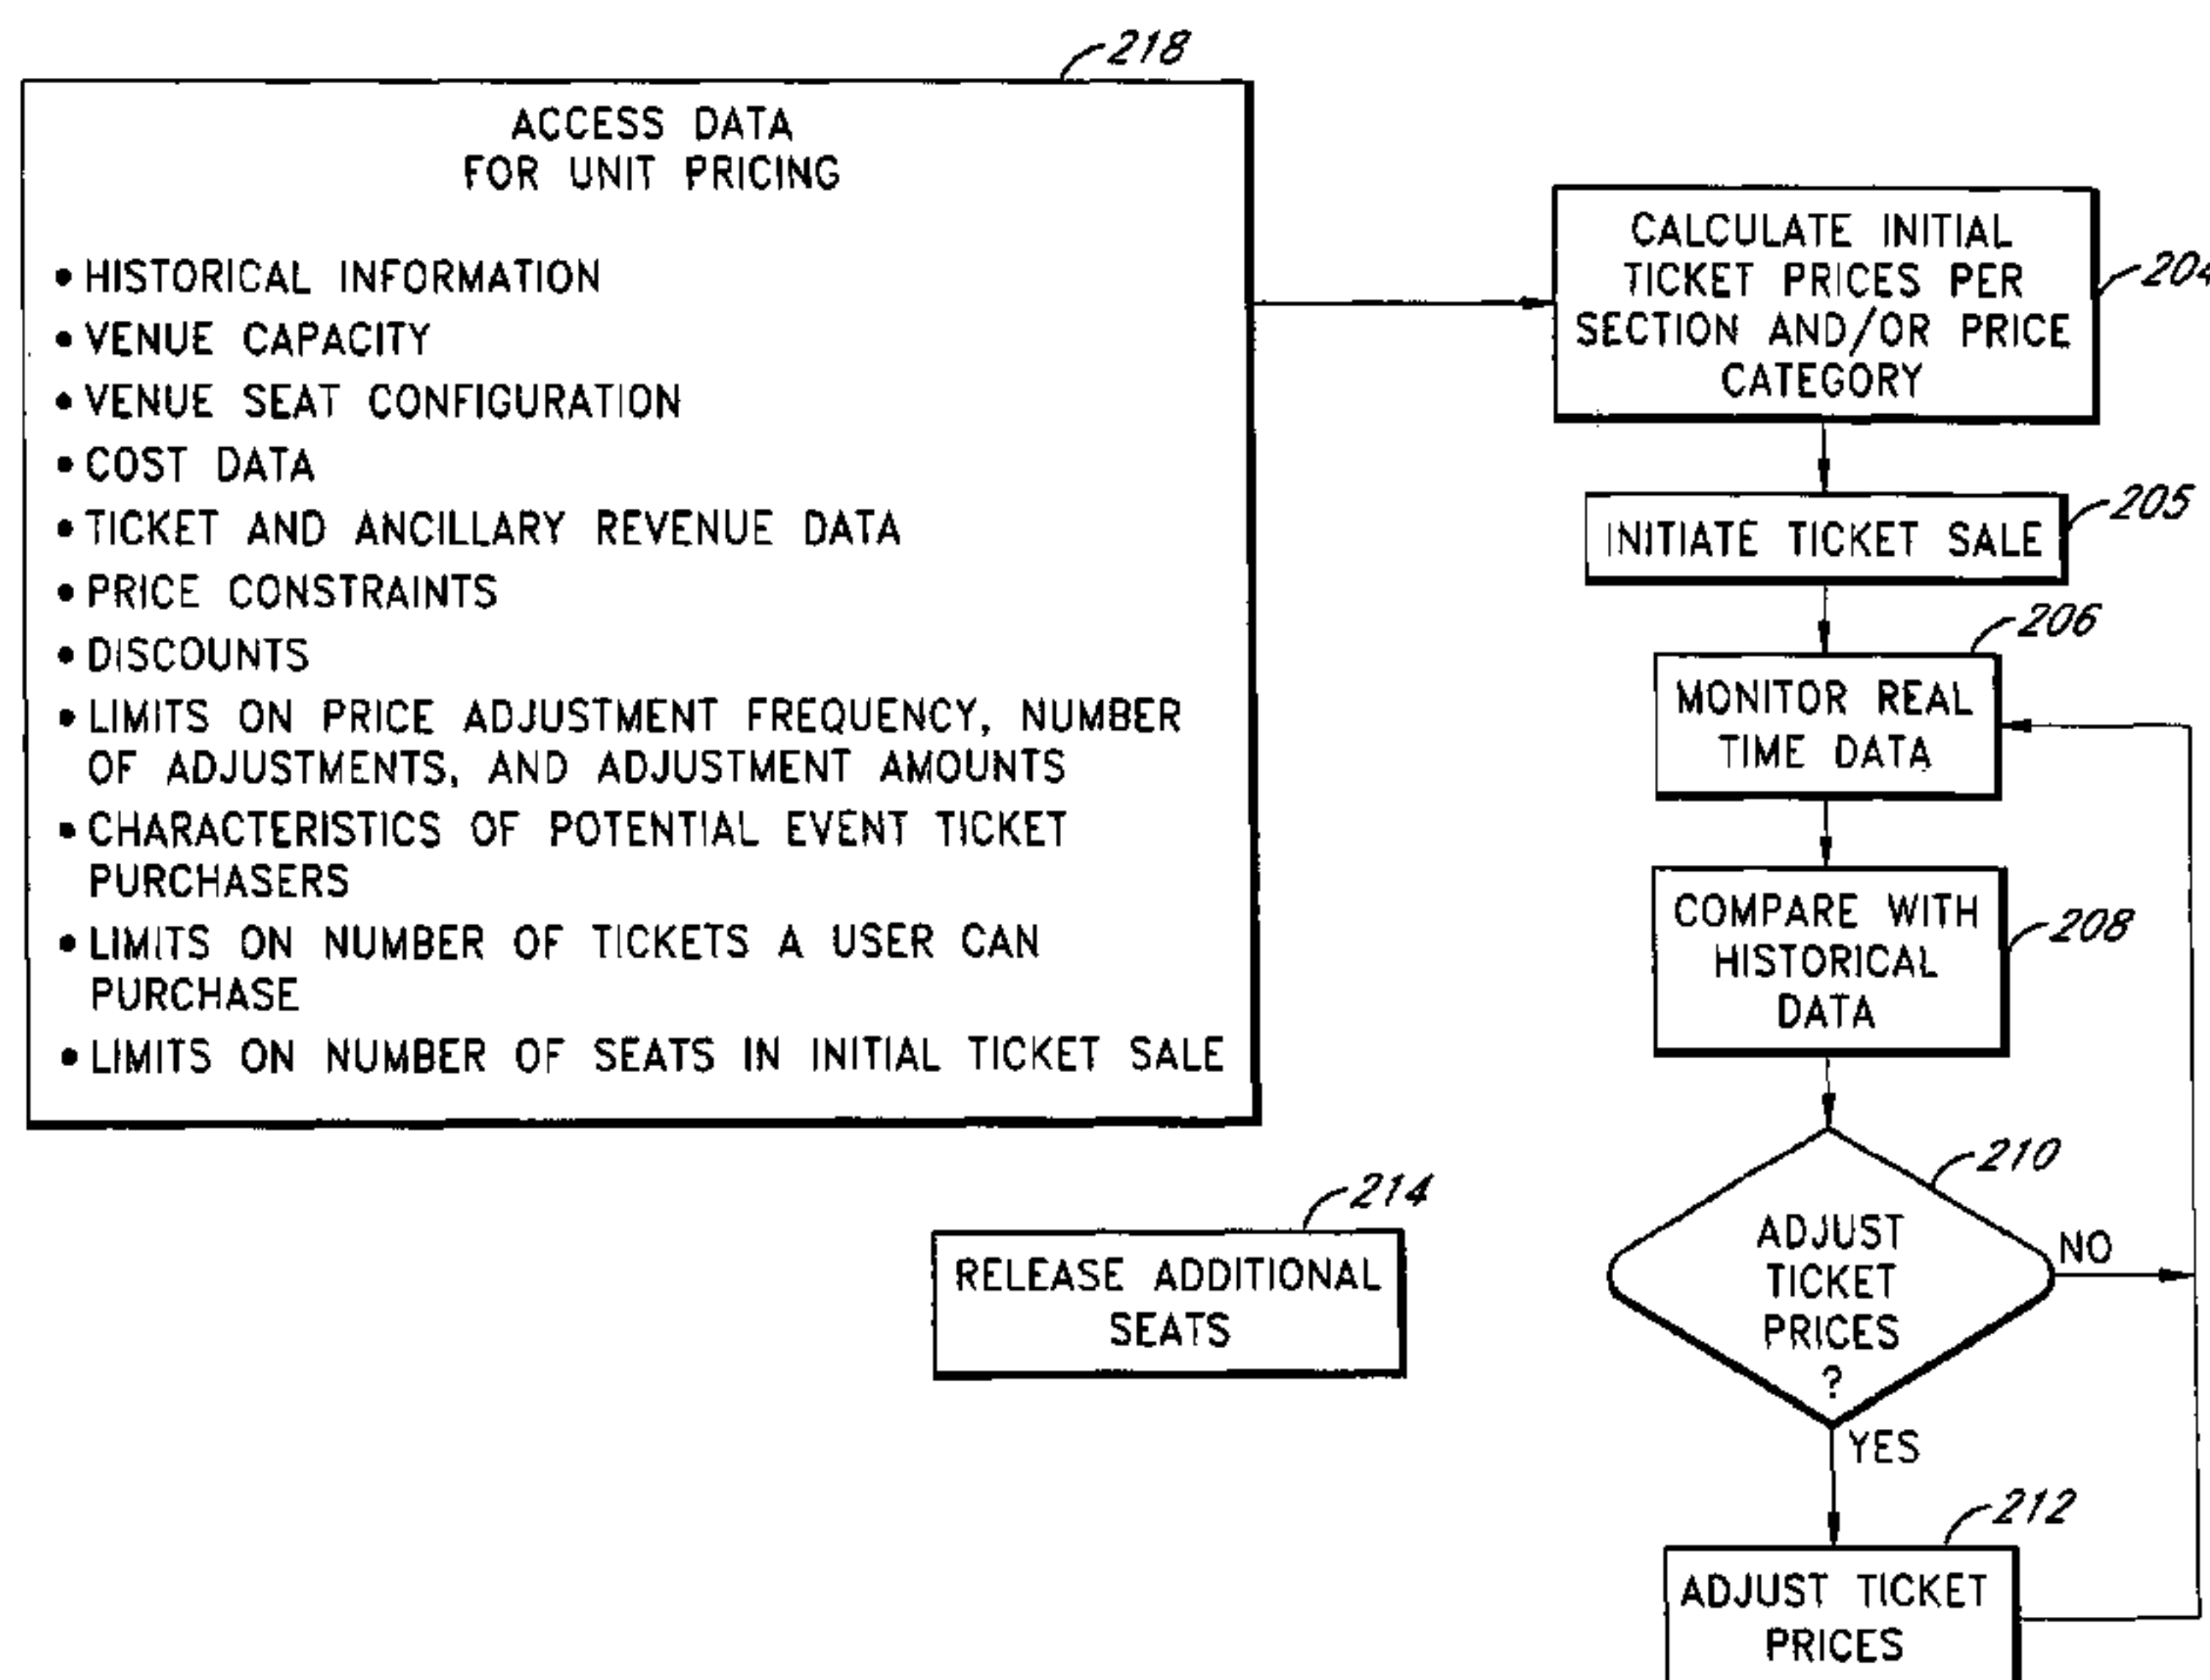 218
ACCESS DATA
FOR UNIT PRICING
• HISTORICAL INFORMATION
• VENUE CAPACITY
• VENUE SEAT CONFIGURATION
• COST DATA
• TICKET AND ANCILLARY REVENUE DATA
• PRICE CONSTRAINTS
• DISCOUNTS
• LIMITS ON PRICE ADJUSTMENT FREQUENCY, NUMBER
OF ADJUSTMENTS, AND ADJUSTMENT AMOUNTS
• CHARACTERISTICS OF POTENTIAL EVENT TICKET
PURCHASERS
• LIMITS ON NUMBER OF TICKETS A USER CAN
PURCHASE
• LIMITS ON NUMBER OF SEATS IN INITIAL TICKET SALE
CALCULATE INITIAL
TICKET PRICES PER
SECTION AND/OR PRICE
CATEGORY
204
205
INITIATE TICKET SALE
206
MONITOR REAL
TIME DATA
COMPARE WITH
HISTORICAL
DATA
208
210
ADJUST
TICKET
PRICES
?
NO
YES
214
RELEASE ADDITIONAL
SEATS
212
ADJUST TICKET
PRICES